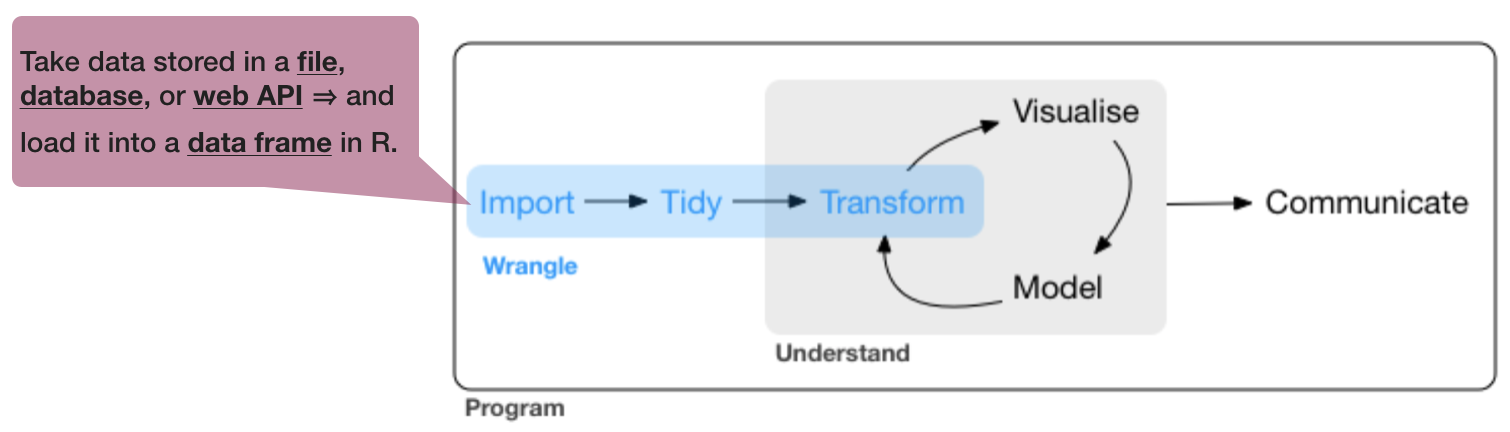 Take data stored in a file,
database, or web API ⇒ and
load it into a data frame in R.
Visualise
Import
Tidy
Transform
Communicate
Wrangle
Model
Understand
Program